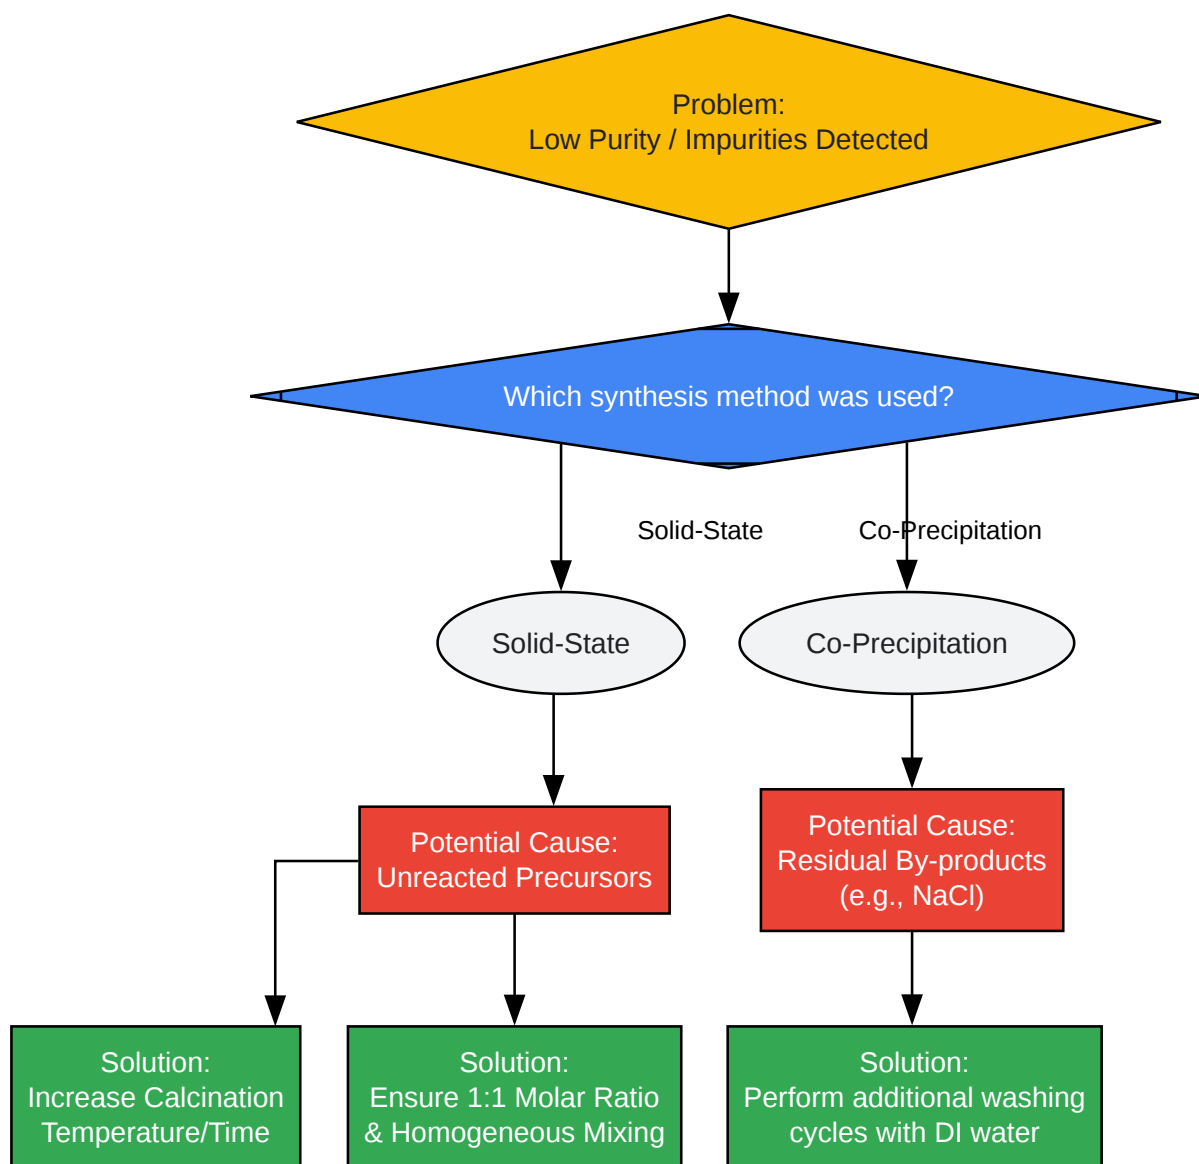 Problem:
Low Purity / Impurities Detected
Which synthesis method was used?
Solid-State
Co-Precipitation
Solid-State
Co-Precipitation
Potential Cause:
Unreacted Precursors
Potential Cause:
Residual By-products
(e.g., NaCl)
Solution:
Increase Calcination
Temperature/Time
Solution:
Ensure 1:1 Molar Ratio
& Homogeneous Mixing
Solution:
Perform additional washing
cycles with DI water